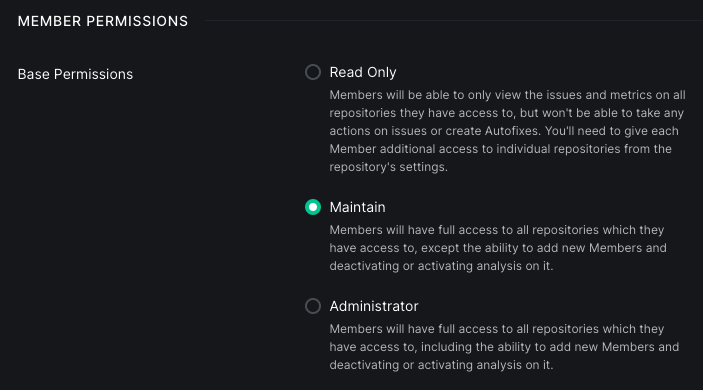 MEMBER PERMISSIONS
Base Permissions
Read Only
Members will be able to only view the issues and metrics on all
repositories they have access to, but won't be able to take any
actions on issues or create Autofixes. You'll need to give each
Member additional access to individual repositories from the
repository's settings.
Maintain
Members will have full access to all repositories which they
have access to, except the ability to add new Members and
deactivating or activating analysis on it.
Administrator
Members will have full access to all repositories which they
have access to, including the ability to add new Members and
deactivating or activating analysis on it.